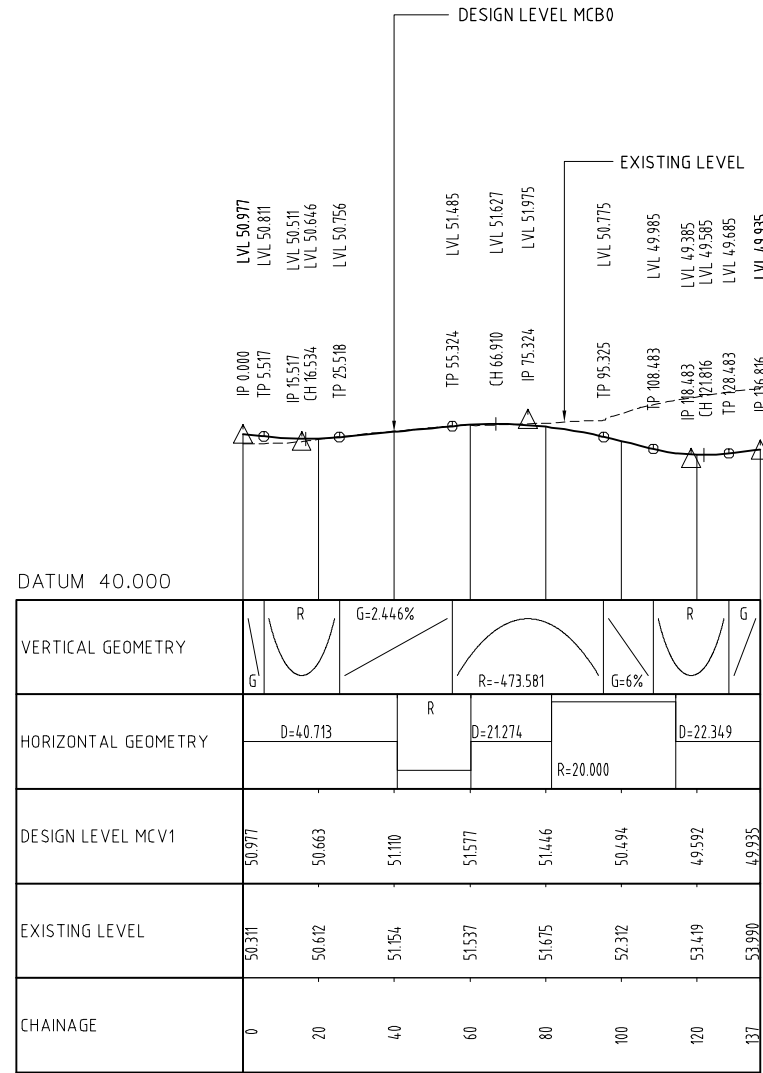 DESIGN LEVEL MCB0
EXISTING LEVEL
LVL 50.977
LVL 50.811
LVL 50.511
LVL 50.646
LVL 50.756
LVL 51.485
LVL 51.627
LVL 51.975
LVL 50.775
LVL 49.985
LVL 49.385
LVL 49.585
LVL 49.685
LVL 49.935
IP 0.000
TP 5.517
IP 15.517
CH 16.534
TP 25.518
TP 55.324
CH 66.910
IP 75.324
TP 95.325
TP 108.483
IP 118.483
CH 121.816
TP 128.483
IP 136.816
DATUM 40.000
VERTICAL GEOMETRY
G
R
G=2.446%
R=-473.581
G=6%
R
G
HORIZONTAL GEOMETRY
D=40.713
R
D=21.274
R=20.000
D=22.349
DESIGN LEVEL MCV1
50.977
50.663
51.110
51.577
51.446
50.494
49.592
49.935
EXISTING LEVEL
50.311
50.612
51.154
51.537
51.675
52.312
53.419
53.990
CHAINAGE
0
20
40
60
80
100
120
137